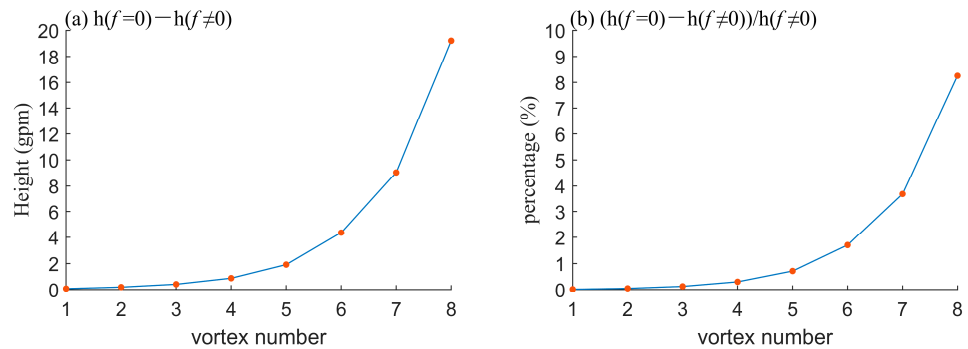 (a) h(f=0)－h(f≠0)
20
18
16
14
12
10
8
6
4
2
0
Height (gpm)
1 2 3 4 5 6 7 8
vortex number
(b) (h(f=0)－h(f≠0))/h(f≠0)
10
9
8
7
6
5
4
3
2
1
0
percentage (%)
1 2 3 4 5 6 7 8
vortex number